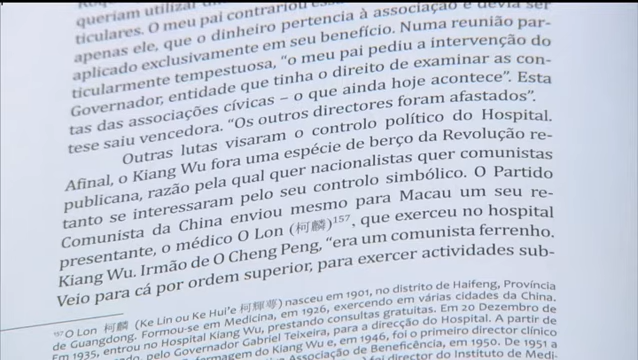 queriam utilizar
ticulares. O meu pai contrariou
apenas ele, que o dinheiro pertencia à associação e devia ser
aplicado exclusivamente em seu benefício. Numa reunião par-
ticularmente tempestuosa, "o meu pai pediu a intervenção do
Governador, entidade que tinha o direito de examinar as con-
tas das associações cívicas – o que ainda hoje acontece". Esta
tese saiu vencedora. "Os outros directores foram afastados".
Outras lutas visaram o controlo político do Hospital.
Afinal, o Kiang Wu fora uma espécie de berço da Revolução re-
publicana, razão pela qual quer nacionalistas quer comunistas
tanto se interessaram pelo seu controlo simbólico. O Partido
Comunista da China enviou mesmo para Macau um seu re-
presentante, o médico O Lon (柯麟)157, que exerceu no hospital
Kiang Wu. Irmão de O Cheng Peng, "era um comunista ferrenho.
Veio para cá por ordem superior, para exercer actividades sub-
157 O Lon 柯麟 (Ke Lin ou Ke Hui'e 柯輝萼) nasceu em 1901, no distrito de Haifeng, Província
de Guangdong. Formou-se em Medicina, em 1926, exercendo em várias cidades da China.
Em 1935, entrou no Hospital Kiang Wu, prestando consultas gratuitas. Em 20 Dezembro de
pelo Governador Gabriel Teixeira, para a direcção do Hospital. A partir
fermagem do Kiang Wu e, em 1946, foi o primeiro director clínico
Associação de Beneficência, em 1950. De 1951 a
foi director do Instituto de Medi-